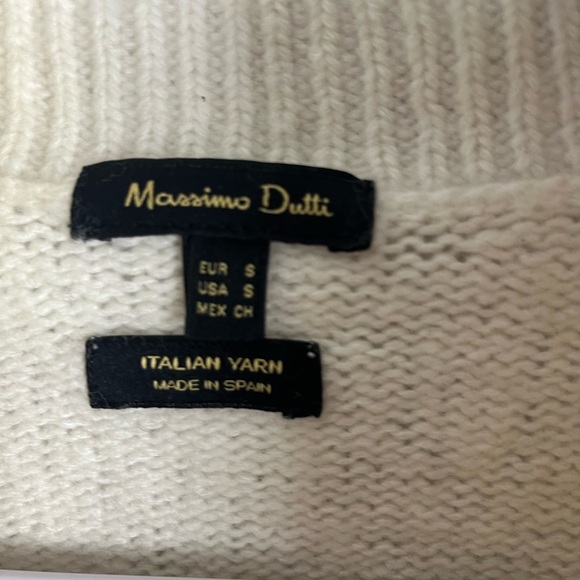 Massimo Dutti
EUR S
USA S
MEX CH
ITALIAN YARN
MADE IN SPAIN